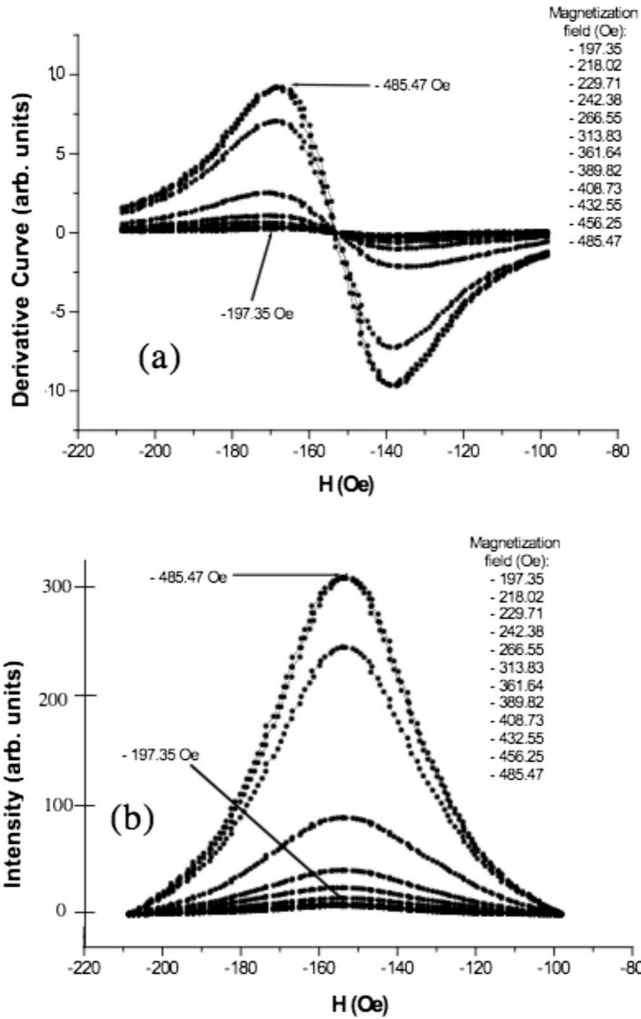 Magnetization
field (Oe):
- 197.35
- 218.02
- 229.71
- 242.38
- 266.55
- 313.83
- 361.64
- 389.82
- 408.73
- 432.55
- 456.25
- 485.47
10
5
0
-5
10
- 485.47 Oe
-197.35 Oe
(a)
Derivative Curve (arb. units)
-220 -200 -180 -160 -140 -120 -100 -80
H (Oe)
Magnetization
field (Oe):
- 197.35
- 218.02
- 229.71
- 242.38
- 266.55
- 313.83
- 361.64
- 389.82
- 408.73
- 432.55
- 456.25
- 485.47
300
200
100
0
- 485.47 Oe
- 197.35 Oe
(b)
Intensity (arb. units)
-220 -200 -180 -160 -140 -120 -100 -80
H (Oe)